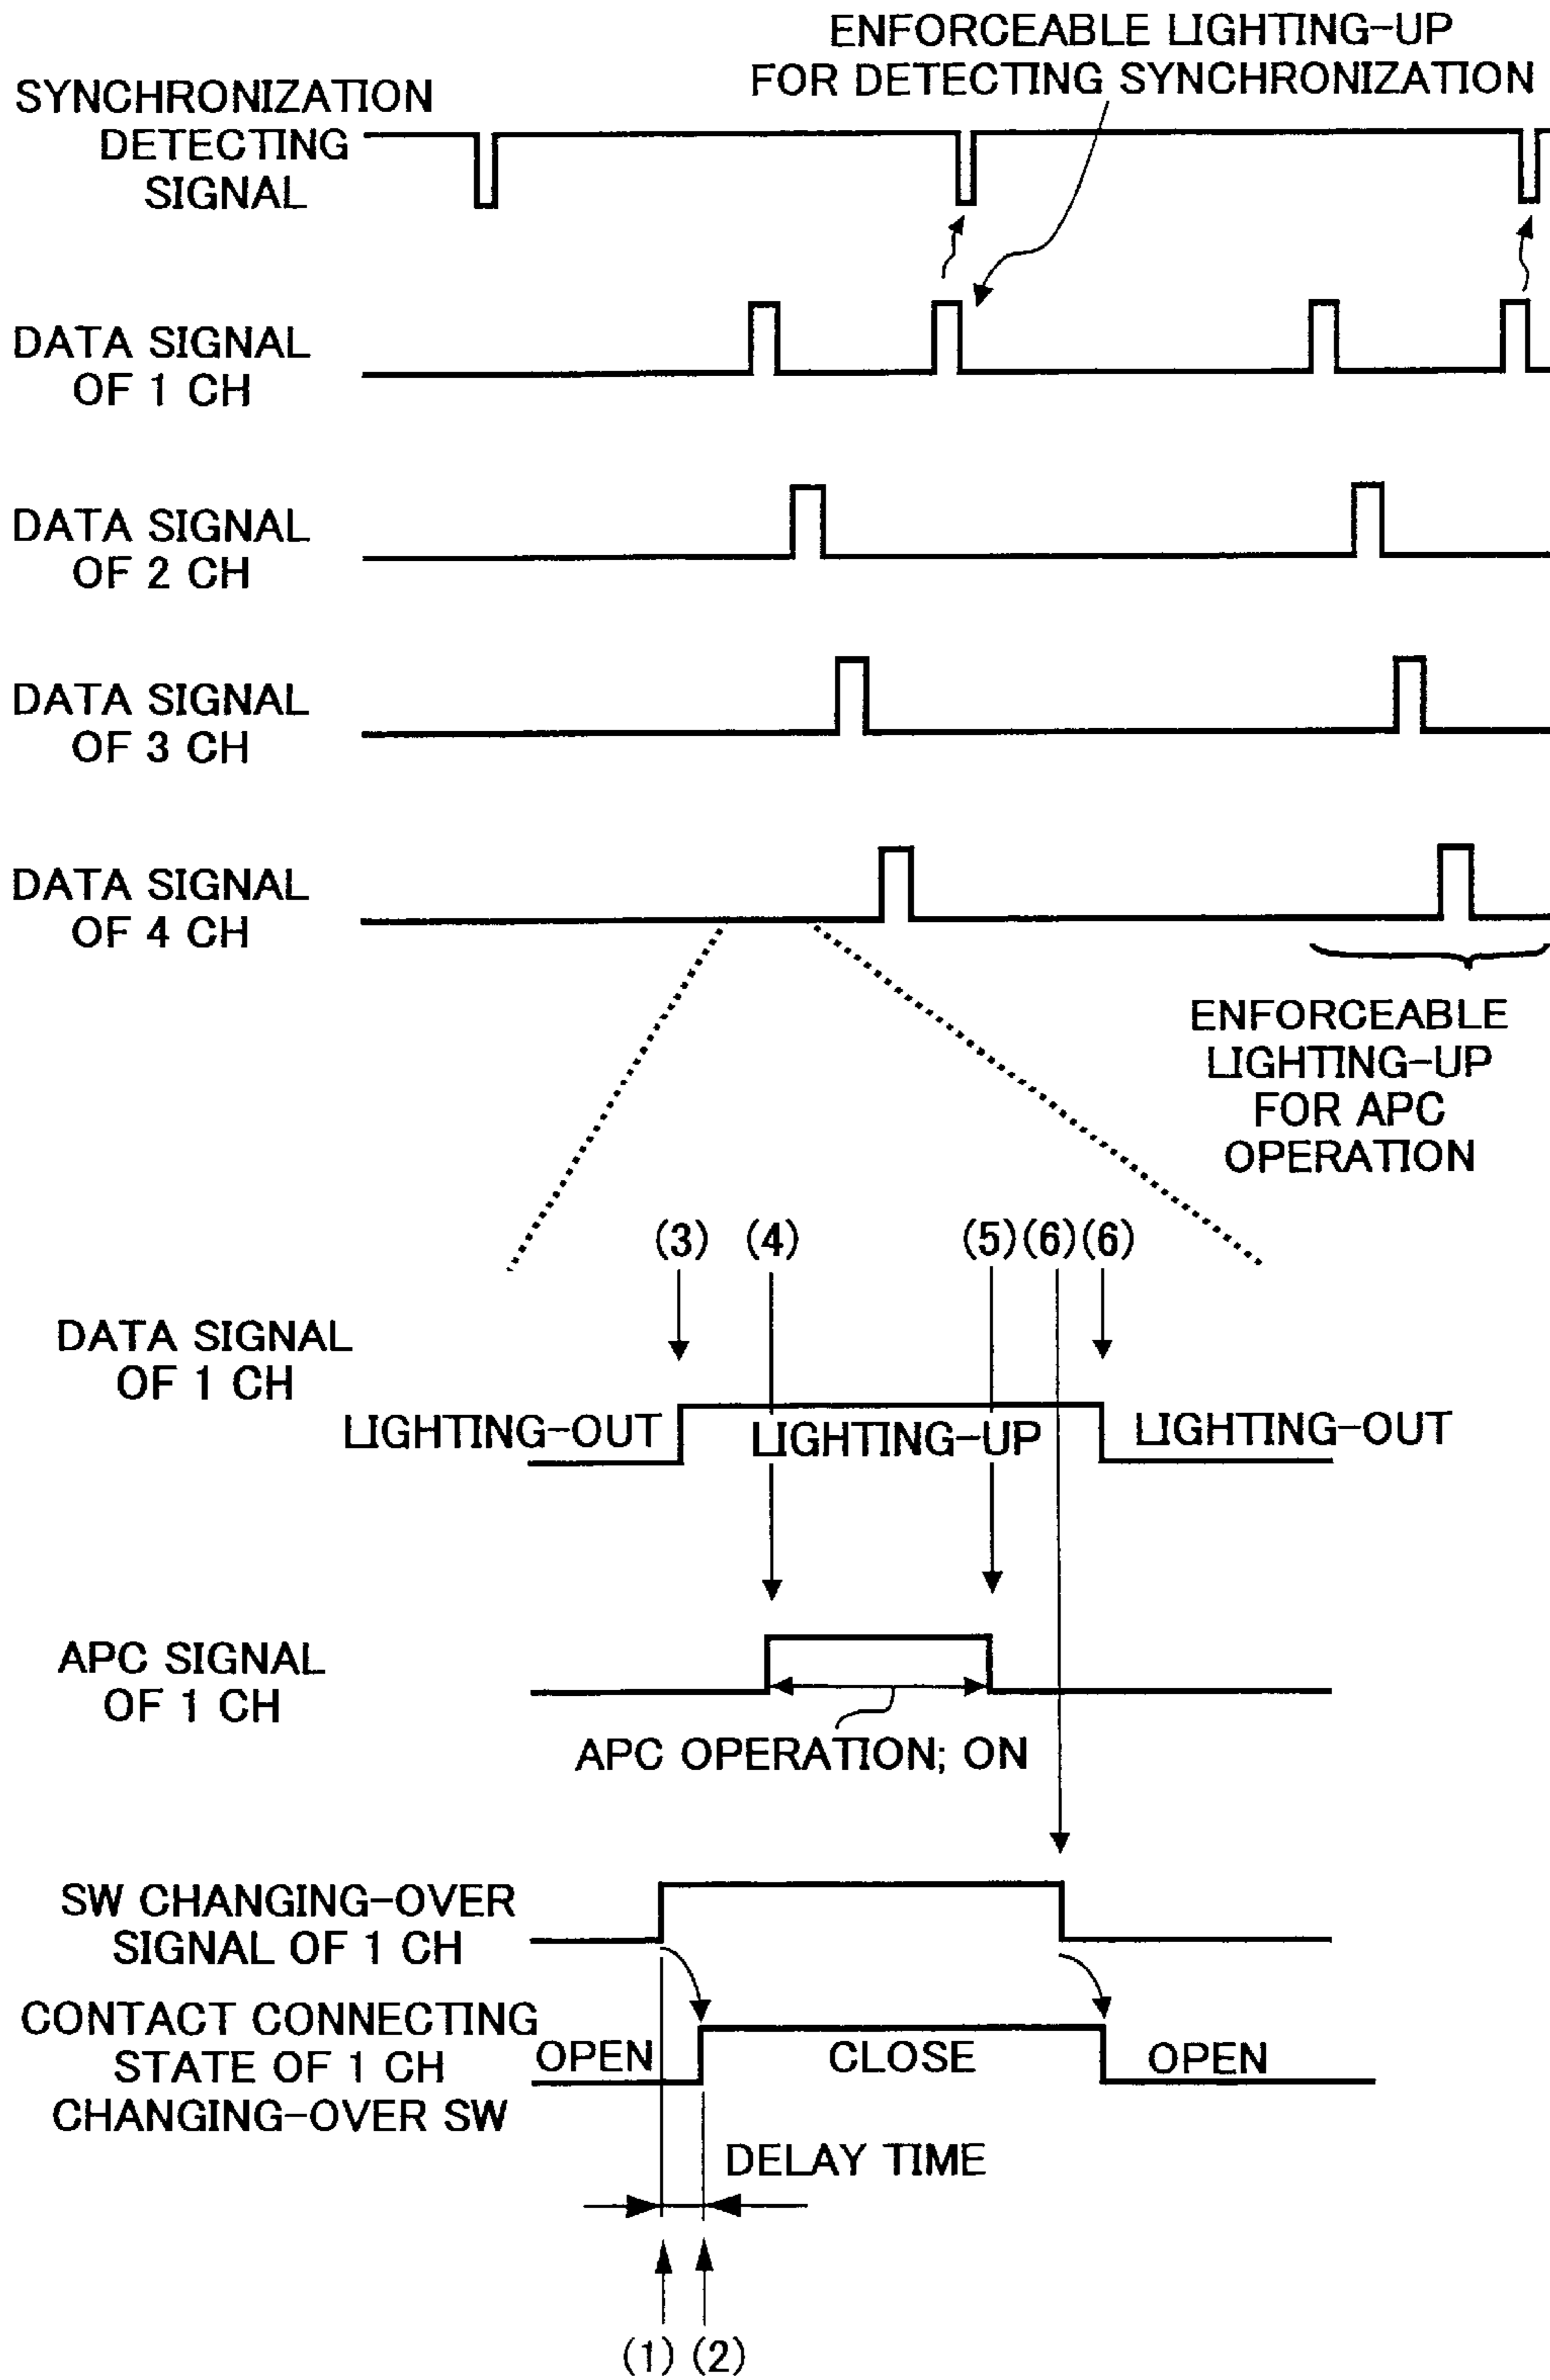 ENFORCEABLE LIGHTING-UP
FOR DETECTING SYNCHRONIZATION
SYNCHRONIZATION
DETECTING
SIGNAL
DATA SIGNAL
OF 1 CH
DATA SIGNAL
OF 2 CH
DATA SIGNAL
OF 3 CH
DATA SIGNAL
OF 4 CH
ENFORCEABLE
LIGHTING-UP
FOR APC
OPERATION
(3) (4) (5) (6) (6)
DATA SIGNAL
OF 1 CH
LIGHTING-OUT LIGHTING-UP LIGHTING-OUT
APC SIGNAL
OF 1 CH
APC OPERATION; ON
SW CHANGING-OVER
SIGNAL OF 1 CH
CONTACT CONNECTING
STATE OF 1 CH
CHANGING-OVER SW
OPEN CLOSE OPEN
DELAY TIME
(1) (2)